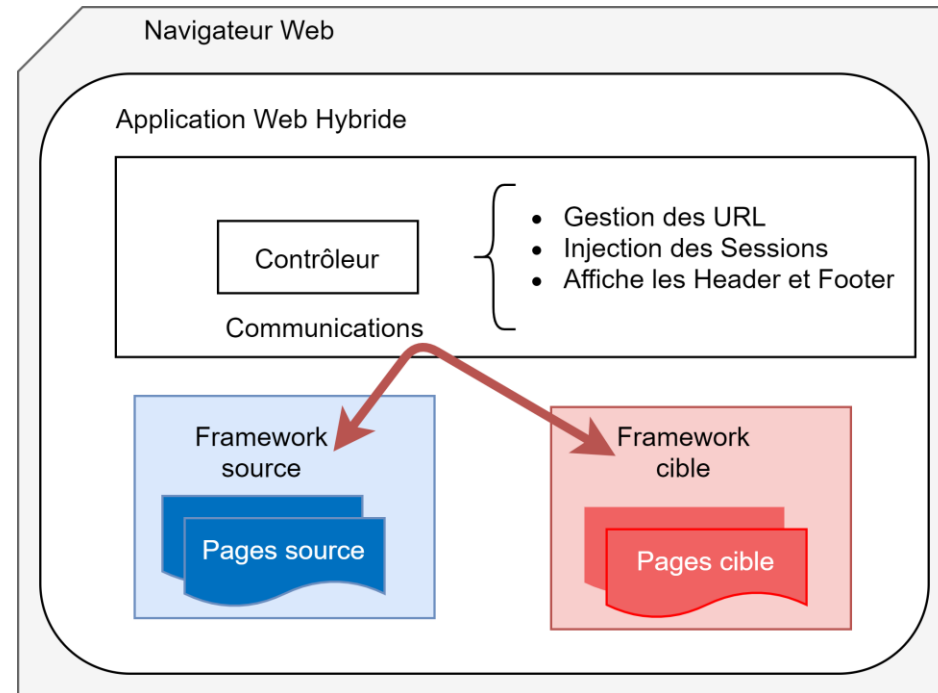 Navigateur Web
Application Web Hybride
Contrôleur
Communications
• Gestion des URL
• Injection des Sessions
• Affiche les Header et Footer
Framework
source
Pages source
Framework
cible
Pages cible